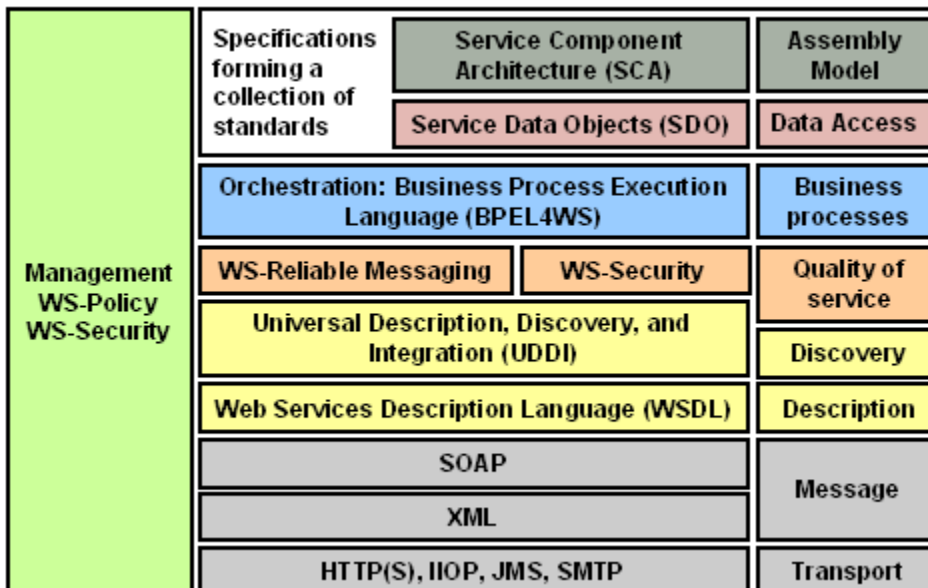 Specifications
forming a
collection of
standards
Service Component
Architecture (SCA)
Assembly
Model
Service Data Objects (SDO)
Data Access
Orchestration: Business Process Execution
Language (BPEL4WS)
Business
processes
Management
WS-Policy
WS-Security
WS-Reliable Messaging
WS-Security
Quality of
service
Universal Description, Discovery, and
Integration (UDDI)
Discovery
Web Services Description Language (WSDL)
Description
SOAP
XML
Message
HTTP(S), IIOP, JMS, SMTP
Transport